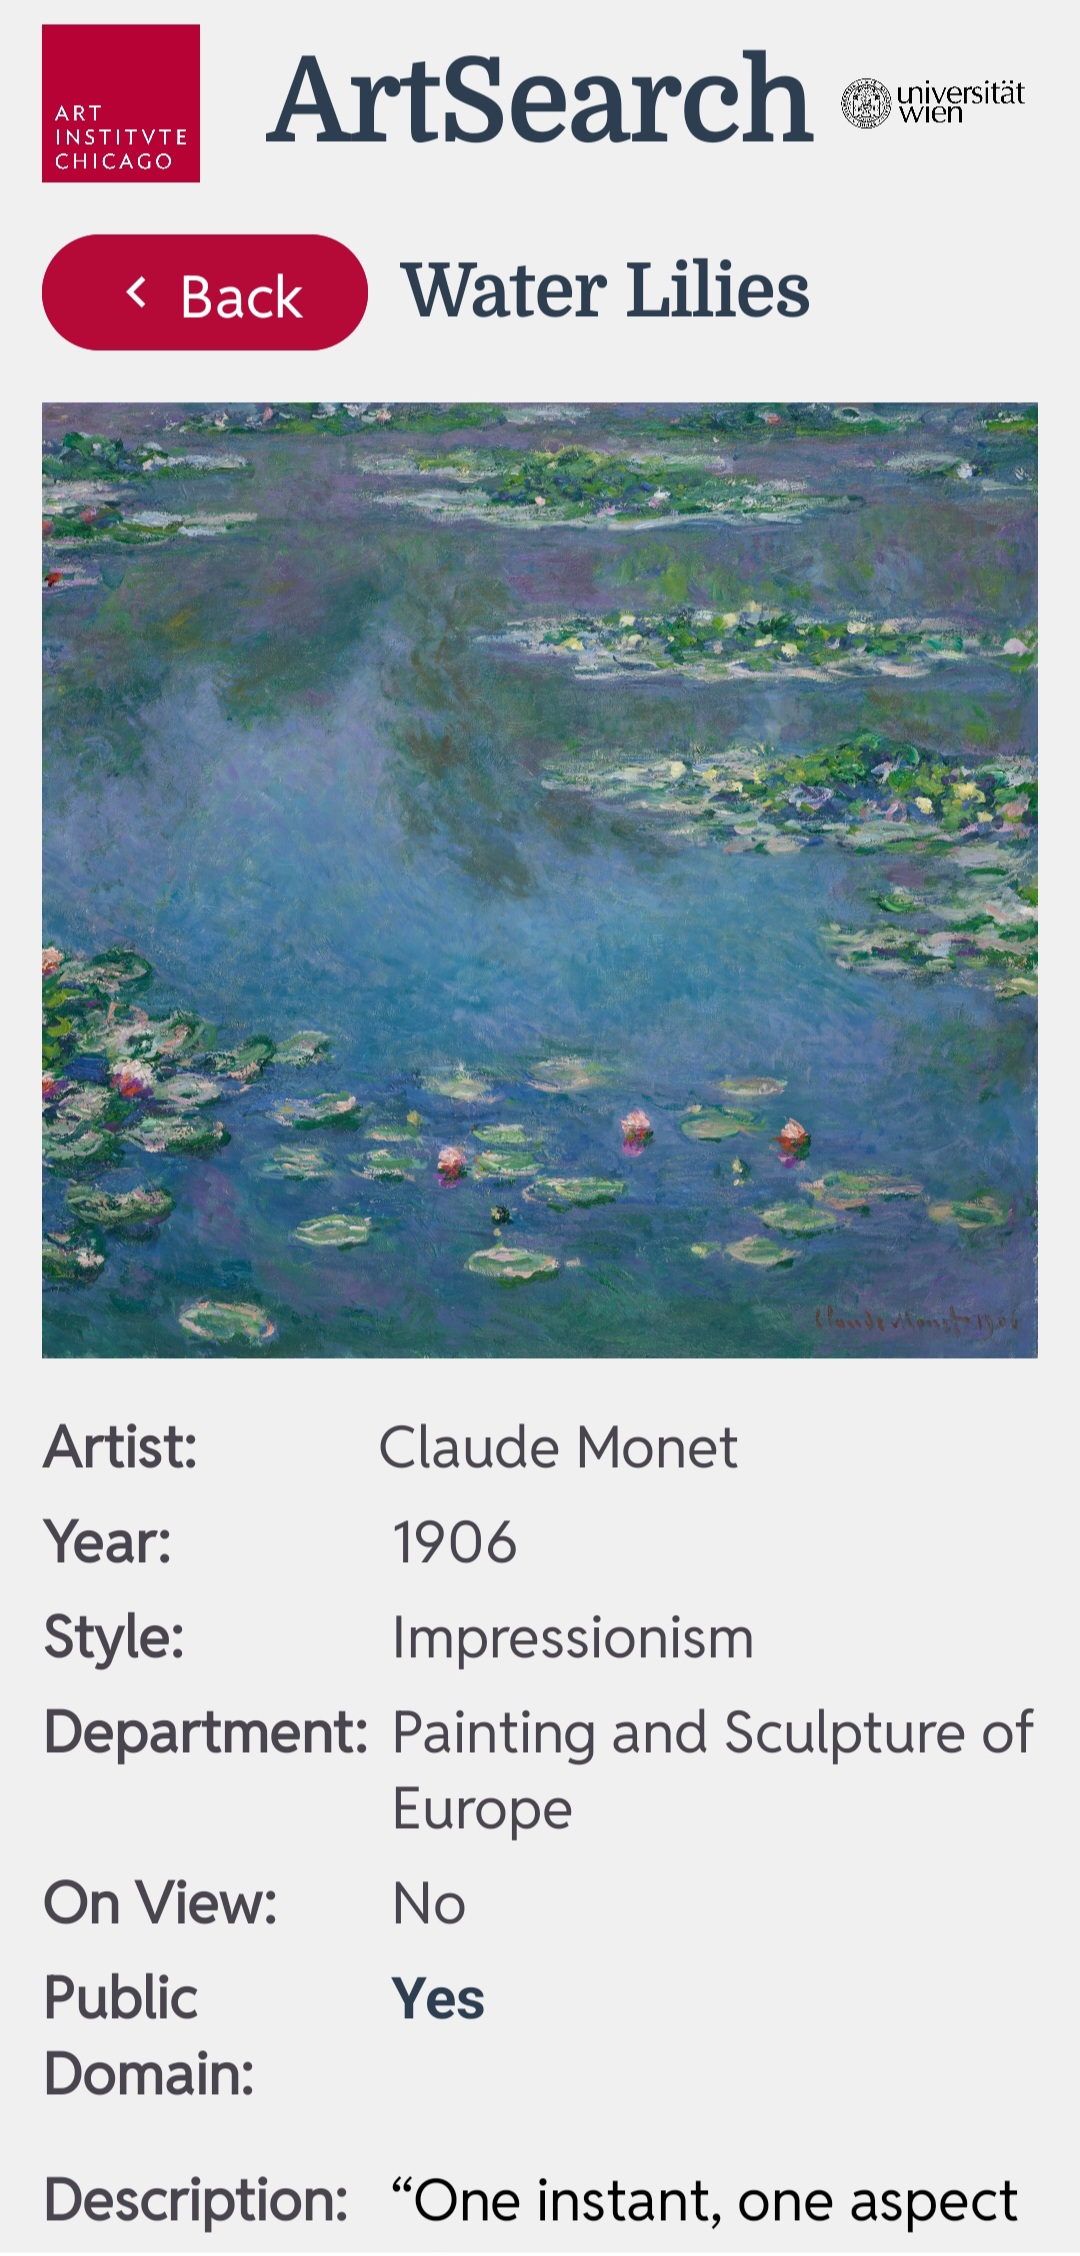 ART
INSTITVTE
CHICAGO
ArtSearch
universität
wien
Back
Water Lilies
Claude Monet 1906
Artist: Claude Monet
Year: 1906
Style: Impressionism
Department: Painting and Sculpture of
Europe
On View: No
Public Yes
Domain:
Description: “One instant, one aspect